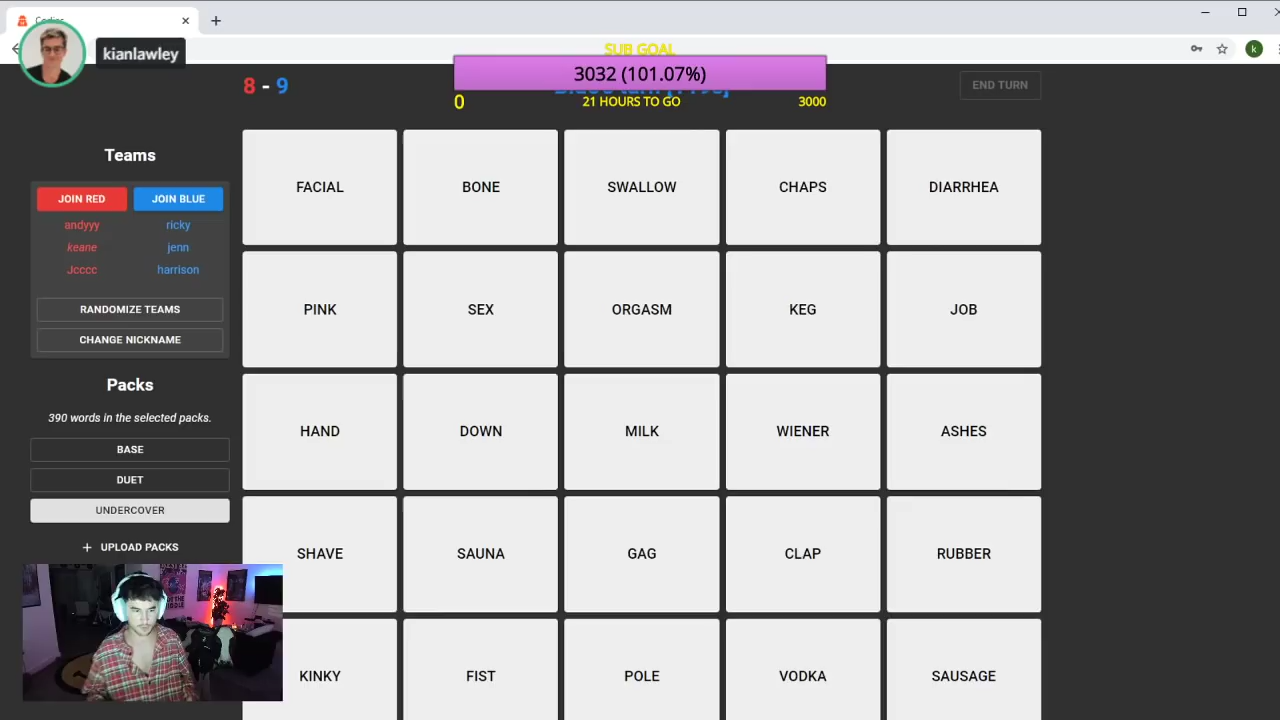 kianlawley
SUB GOAL
3032 (101.07%)
0
21 HOURS TO GO
3000
8 - 9
END TURN
k
Teams
JOIN RED
JOIN BLUE
andyyy
ricky
keane
jenn
Jcccc
harrison
RANDOMIZE TEAMS
CHANGE NICKNAME
Packs
390 words in the selected packs.
BASE
DUET
UNDERCOVER
+ UPLOAD PACKS
FACIAL
BONE
SWALLOW
CHAPS
DIARRHEA
PINK
SEX
ORGASM
KEG
JOB
HAND
DOWN
MILK
WIENER
ASHES
SHAVE
SAUNA
GAG
CLAP
RUBBER
KINKY
FIST
POLE
VODKA
SAUSAGE